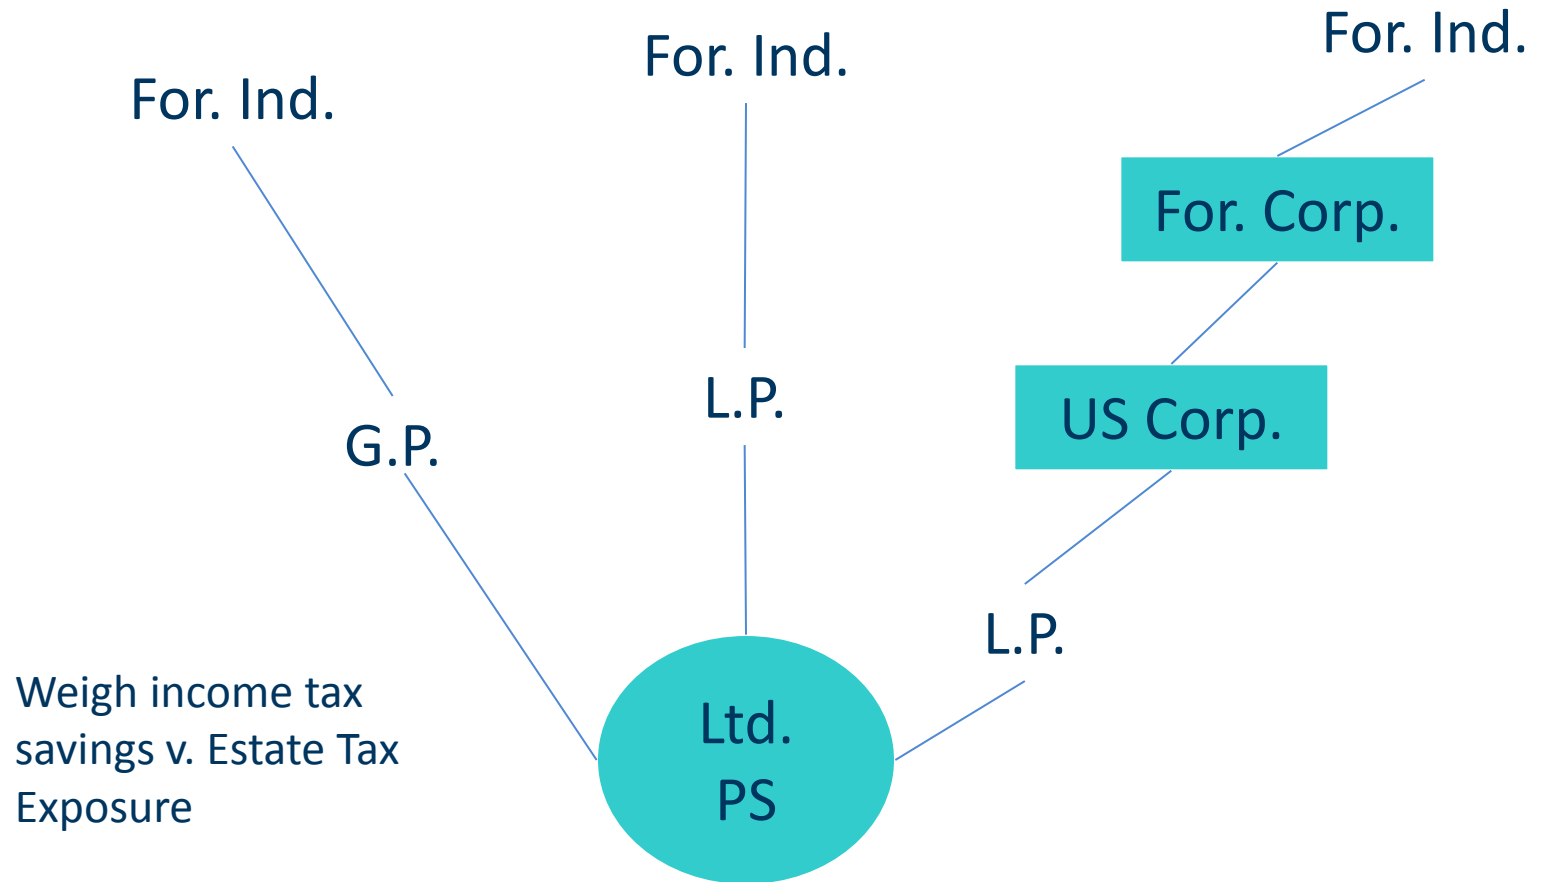 For. Ind.
For. Ind.
For. Ind.
For. Corp.
L.P.
US Corp.
G.P.
L.P.
Weigh income tax
savings v. Estate Tax
Exposure
Ltd.
PS